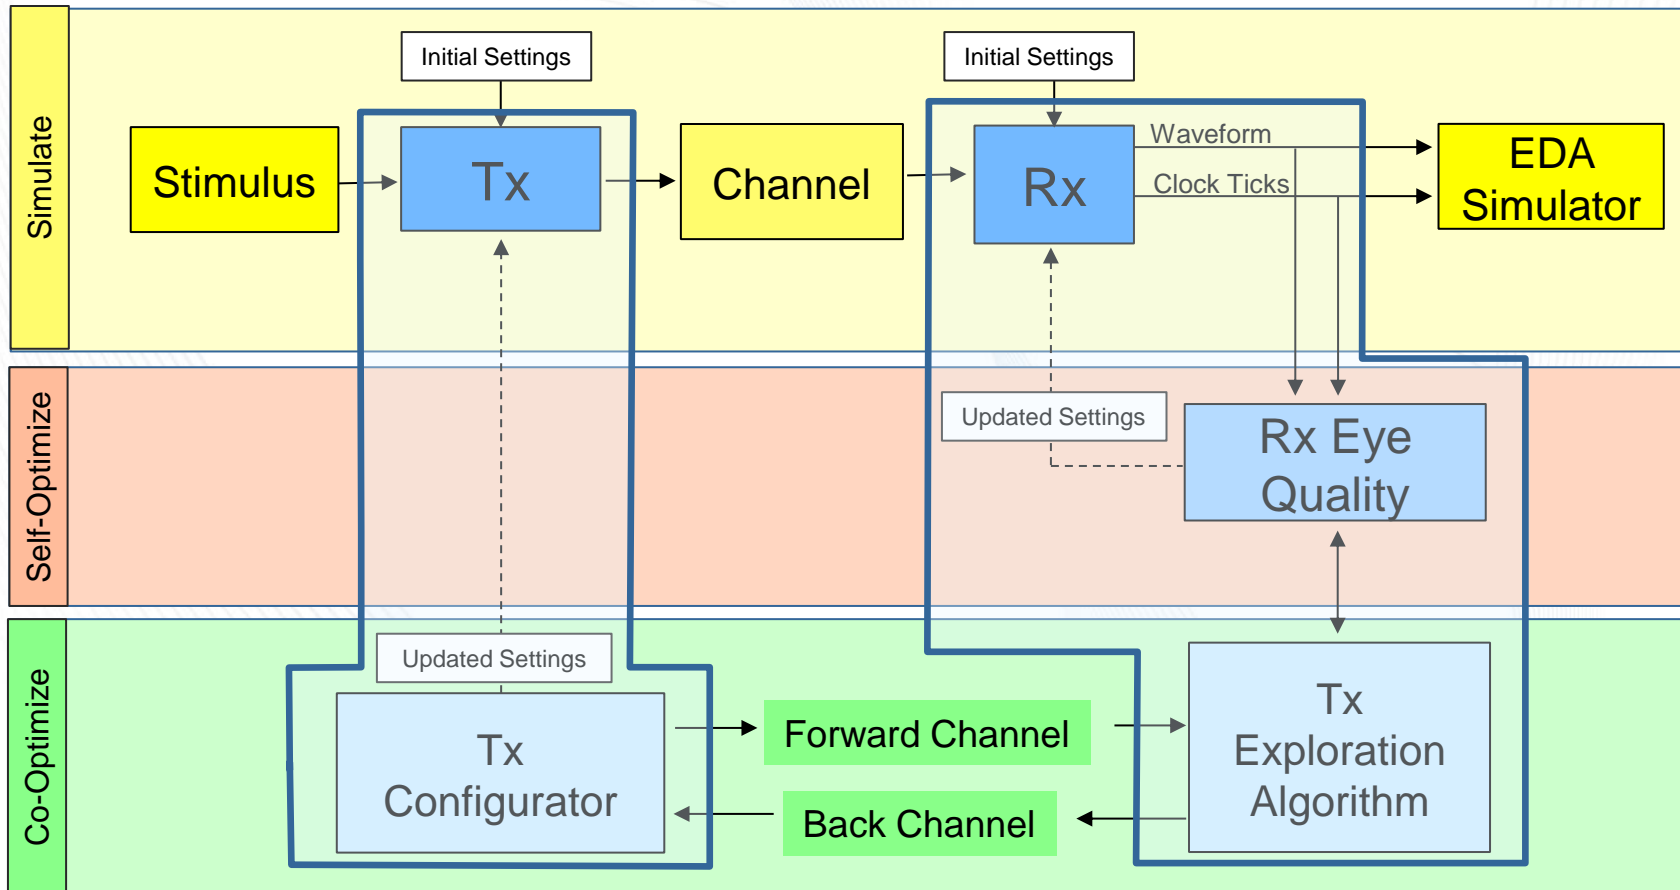 Simulate
Initial Settings
Initial Settings
Stimulus
Tx
Channel
Rx
Waveform
Clock Ticks
EDA
Simulator
Self-Optimize
Updated Settings
Rx Eye
Quality
Co-Optimize
Updated Settings
Tx
Configurator
Forward Channel
Back Channel
Tx
Exploration
Algorithm